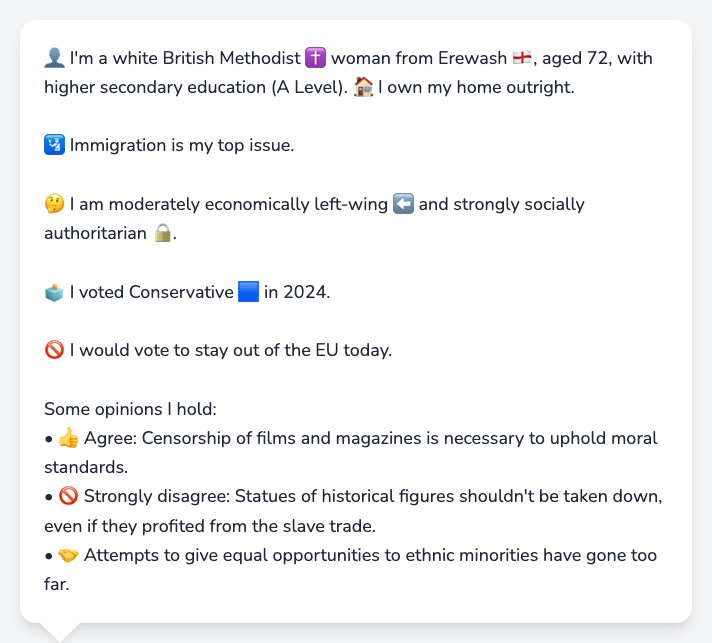 👤 I'm a white British Methodist ✝️ woman from Erewash 🏴󠁧󠁢󠁥󠁮󠁧󠁿, aged 72, with
higher secondary education (A Level). 🏠 I own my home outright.
🛂 Immigration is my top issue.
🤔 I am moderately economically left-wing ⬅️ and strongly socially
authoritarian 🔒.
🗳️ I voted Conservative 🟦 in 2024.
🚫 I would vote to stay out of the EU today.
Some opinions I hold:
• 👍 Agree: Censorship of films and magazines is necessary to uphold moral
standards.
• 🚫 Strongly disagree: Statues of historical figures shouldn't be taken down,
even if they profited from the slave trade.
• 🤝 Attempts to give equal opportunities to ethnic minorities have gone too
far.